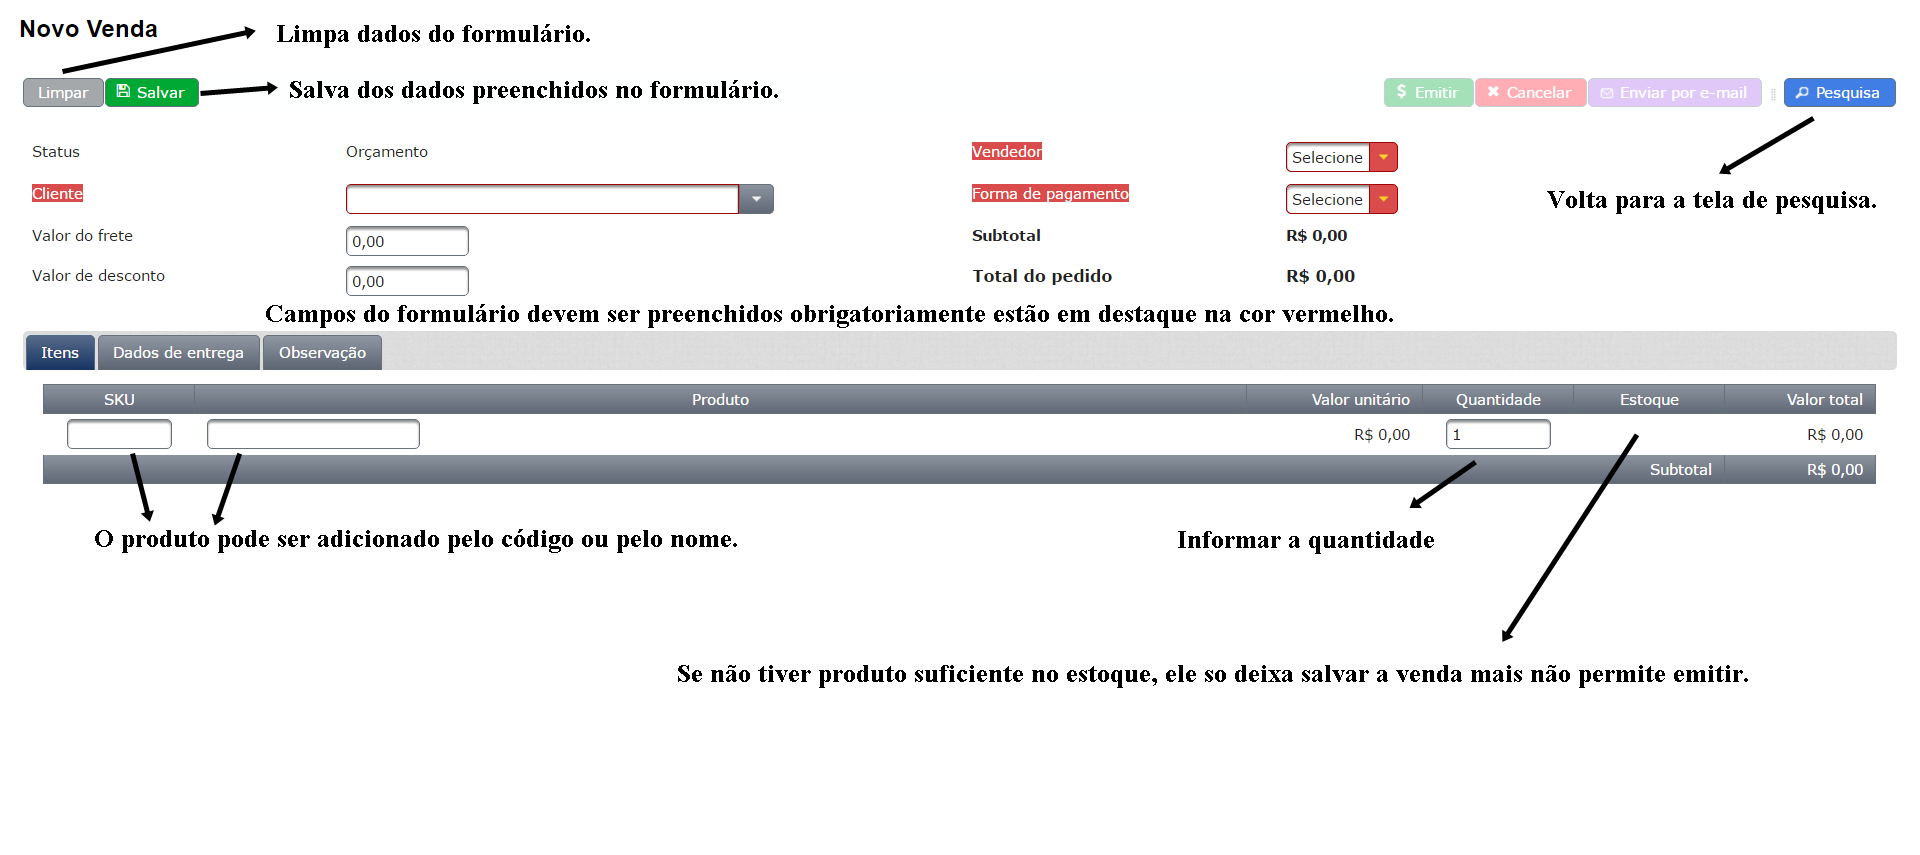 Novo Venda
Limpa dados do formulário.
Limpar Salvar
Salva dos dados preenchidos no formulário.
Emitir Cancelar Enviar por e-mail Pesquisa
Status Orçamento Vendedor Selecione
Cliente Forma de pagamento Selecione
Volta para a tela de pesquisa.
Valor do frete 0,00 Subtotal R$ 0,00
Valor de desconto 0,00 Total do pedido R$ 0,00
Campos do formulário devem ser preenchidos obrigatoriamente estão em destaque na cor vermelho.
Itens Dados de entrega Observação
SKU Produto Valor unitário Quantidade Estoque Valor total
R$ 0,00 1 R$ 0,00
Subtotal R$ 0,00
O produto pode ser adicionado pelo código ou pelo nome.
Informar a quantidade
Se não tiver produto suficiente no estoque, ele so deixa salvar a venda mais não permite emitir.